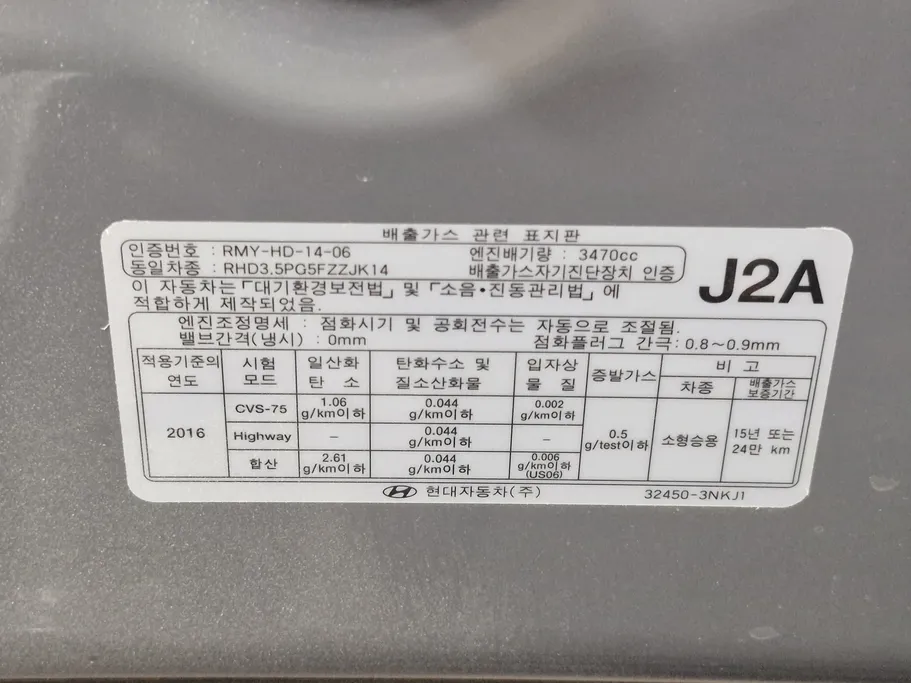 배출가스 관련 표지판
인증번호 : RMY-HD-14-06 엔진배기량 : 3470cc
동일차종 : RHD3.5PG5FZZJK14 배출가스자기진단장치 인증
J2A
이 자동차는「대기환경보전법」및「소음·진동관리법」에
적합하게 제작되었음.
엔진조정명세 : 점화시기 및 공회전수는 자동으로 조절됨.
밸브간격(냉시) : 0mm 점화플러그 간극: 0.8~0.9mm
적용기준의 연도 시험 모드 일산화 탄 소 탄화수소 및 질소산화물 입자상 물 질 증발가스 비 고
차종 배출가스 보증기간
2016 CVS-75 1.06 g/km이하 0.044 g/km이하 0.002 g/km이하 0.5 g/test이하 소형승용 15년 또는 24만 km
Highway – 0.044 g/km이하 –
합산 2.61 g/km이하 0.044 g/km이하 0.006 g/km이하 (US06)
현대자동차(주) 32450-3NKJ1